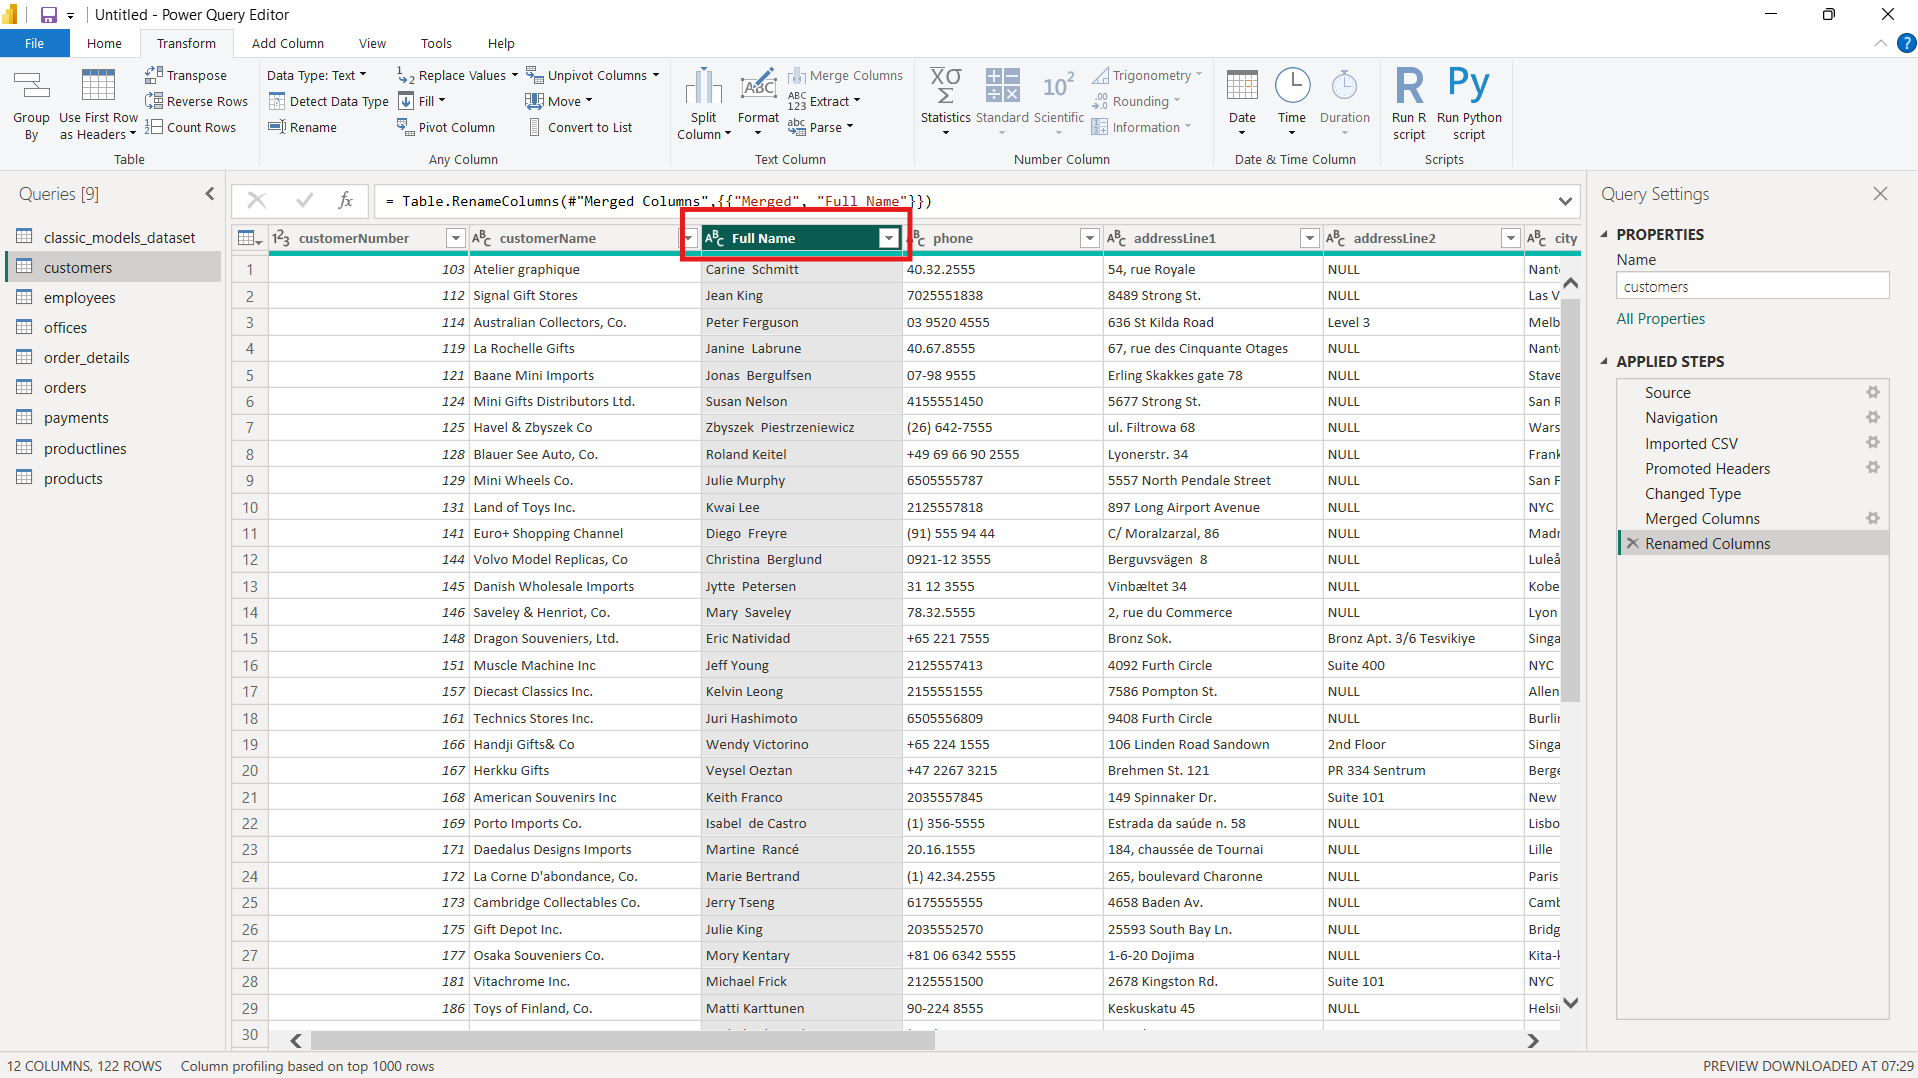 Untitled - Power Query Editor
File Home Transform Add Column View Tools Help
Group By
Use First Row as Headers
Transpose
Reverse Rows
Count Rows
Table
Data Type: Text
Detect Data Type
Rename
Replace Values
Fill
Pivot Column
Unpivot Columns
Move
Convert to List
Any Column
Split Column
Format
Merge Columns
Extract
Parse
Text Column
Statistics
Standard
Scientific
Trigonometry
Rounding
Information
Number Column
Date
Time
Duration
Date & Time Column
Run R script
Run Python script
Scripts
Queries [9]
classic_models_dataset
customers
employees
offices
order_details
orders
payments
productlines
products
= Table.RenameColumns(#"Merged Columns",{{"Merged", "Full Name"}})
customerNumber customerName Full Name phone addressLine1 addressLine2 city
1 103 Atelier graphique Carine Schmitt 40.32.2555 54, rue Royale NULL Nant
2 112 Signal Gift Stores Jean King 7025551838 8489 Strong St. NULL Las V
3 114 Australian Collectors, Co. Peter Ferguson 03 9520 4555 636 St Kilda Road Level 3 Melb
4 119 La Rochelle Gifts Janine Labrune 40.67.8555 67, rue des Cinquante Otages NULL Nant
5 121 Baane Mini Imports Jonas Bergulfsen 07-98 9555 Erling Skakkes gate 78 NULL Stave
6 124 Mini Gifts Distributors Ltd. Susan Nelson 4155551450 5677 Strong St. NULL San R
7 125 Havel & Zbyszek Co Zbyszek Piestrzeniewicz (26) 642-7555 ul. Filtrowa 68 NULL Wars
8 128 Blauer See Auto, Co. Roland Keitel +49 69 66 90 2555 Lyonerstr. 34 NULL Frank
9 129 Mini Wheels Co. Julie Murphy 6505555787 5557 North Pendale Street NULL San F
10 131 Land of Toys Inc. Kwai Lee 2125557818 897 Long Airport Avenue NULL NYC
11 141 Euro+ Shopping Channel Diego Freyre (91) 555 94 44 C/ Moralzarzal, 86 NULL Madr
12 144 Volvo Model Replicas, Co Christina Berglund 0921-12 3555 Berguvsvägen 8 NULL Luleå
13 145 Danish Wholesale Imports Jytte Petersen 31 12 3555 Vinbæltet 34 NULL Kobe
14 146 Saveley & Henriot, Co. Mary Saveley 78.32.5555 2, rue du Commerce NULL Lyon
15 148 Dragon Souveniers, Ltd. Eric Natividad +65 221 7555 Bronz Sok. Bronz Apt. 3/6 Tesvikiye Singa
16 151 Muscle Machine Inc Jeff Young 2125557413 4092 Furth Circle Suite 400 NYC
17 157 Diecast Classics Inc. Kelvin Leong 2155551555 7586 Pompton St. NULL Allen
18 161 Technics Stores Inc. Juri Hashimoto 6505556809 9408 Furth Circle NULL Burlin
19 166 Handji Gifts& Co Wendy Victorino +65 224 1555 106 Linden Road Sandown 2nd Floor Singa
20 167 Herkku Gifts Veysel Oeztan +47 2267 3215 Brehmen St. 121 PR 334 Sentrum Berge
21 168 American Souvenirs Inc Keith Franco 2035557845 149 Spinnaker Dr. Suite 101 New
22 169 Porto Imports Co. Isabel de Castro (1) 356-5555 Estrada da saúde n. 58 NULL Lisbo
23 171 Daedalus Designs Imports Martine Rancé 20.16.1555 184, chaussée de Tournai NULL Lille
24 172 La Corne D'abondance, Co. Marie Bertrand (1) 42.34.2555 265, boulevard Charonne NULL Paris
25 173 Cambridge Collectables Co. Jerry Tseng 6175555555 4658 Baden Av. NULL Camb
26 175 Gift Depot Inc. Julie King 2035552570 25593 South Bay Ln. NULL Bridg
27 177 Osaka Souveniers Co. Mory Kentary +81 06 6342 5555 1-6-20 Dojima NULL Kita-k
28 181 Vitachrome Inc. Michael Frick 2125551500 2678 Kingston Rd. Suite 101 NYC
29 186 Toys of Finland, Co. Matti Karttunen 90-224 8555 Keskuskatu 45 NULL Helsi
30
Query Settings
PROPERTIES
Name
customers
All Properties
APPLIED STEPS
Source
Navigation
Imported CSV
Promoted Headers
Changed Type
Merged Columns
Renamed Columns
12 COLUMNS, 122 ROWS Column profiling based on top 1000 rows PREVIEW DOWNLOADED AT 07:29